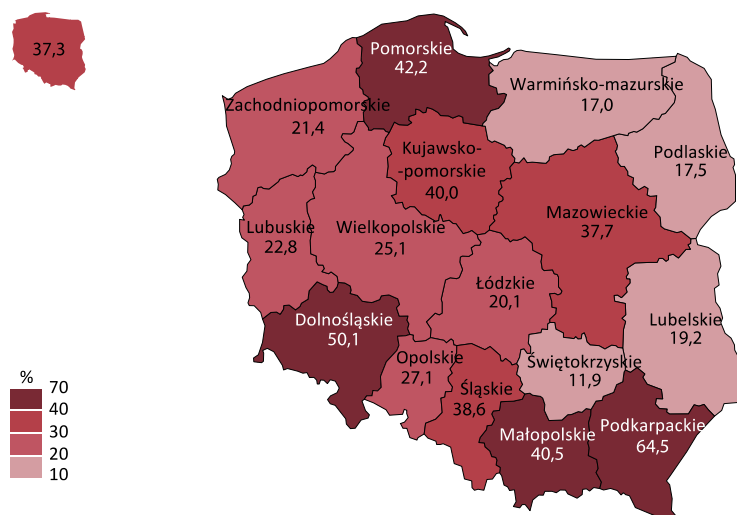 37,3
Pomorskie
42,2
Warmińsko-mazurskie
17,0
Zachodniopomorskie
21,4
Kujawsko-
-pomorskie
40,0
Podlaskie
17,5
Mazowieckie
37,7
Lubuskie
22,8
Wielkopolskie
25,1
Łódzkie
20,1
Dolnośląskie
50,1
Lubelskie
19,2
Opolskie
27,1
Świętokrzyskie
11,9
Śląskie
38,6
Małopolskie
40,5
Podkarpackie
64,5
%
70
40
30
20
10